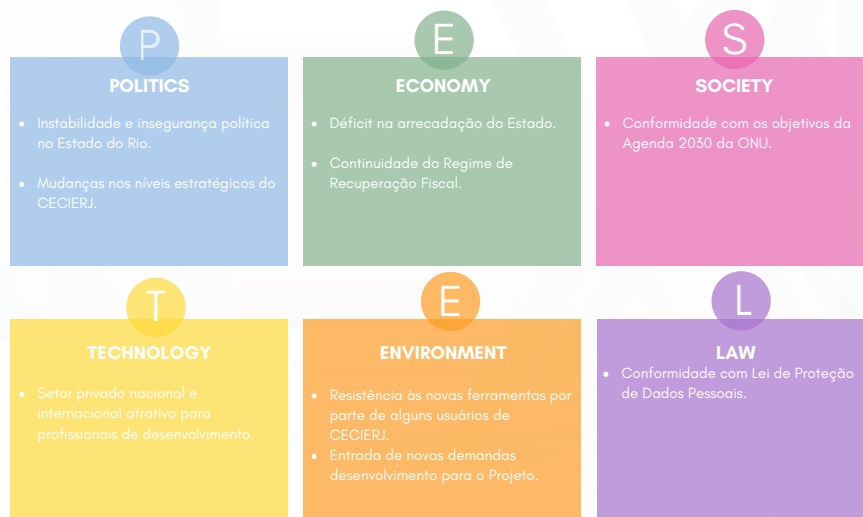 P
POLITICS
Instabilidade e insegurança política
no Estado do Rio.
Mudanças nos níveis estratégicos do
CECIERJ.
E
ECONOMY
Déficit na arrecadação do Estado.
Continuidade do Regime de
Recuperação Fiscal.
S
SOCIETY
Conformidade com os objetivos da
Agenda 2030 da ONU.
T
TECHNOLOGY
Setor privado nacional e
internacional atrativo para
profissionais de desenvolvimento.
E
ENVIRONMENT
Resistência às novas ferramentas por
parte de alguns usuários de
CECIERJ.
Entrada de novas demandas
desenvolvimento para o Projeto.
L
LAW
Conformidade com Lei de Proteção
de Dados Pessoais.